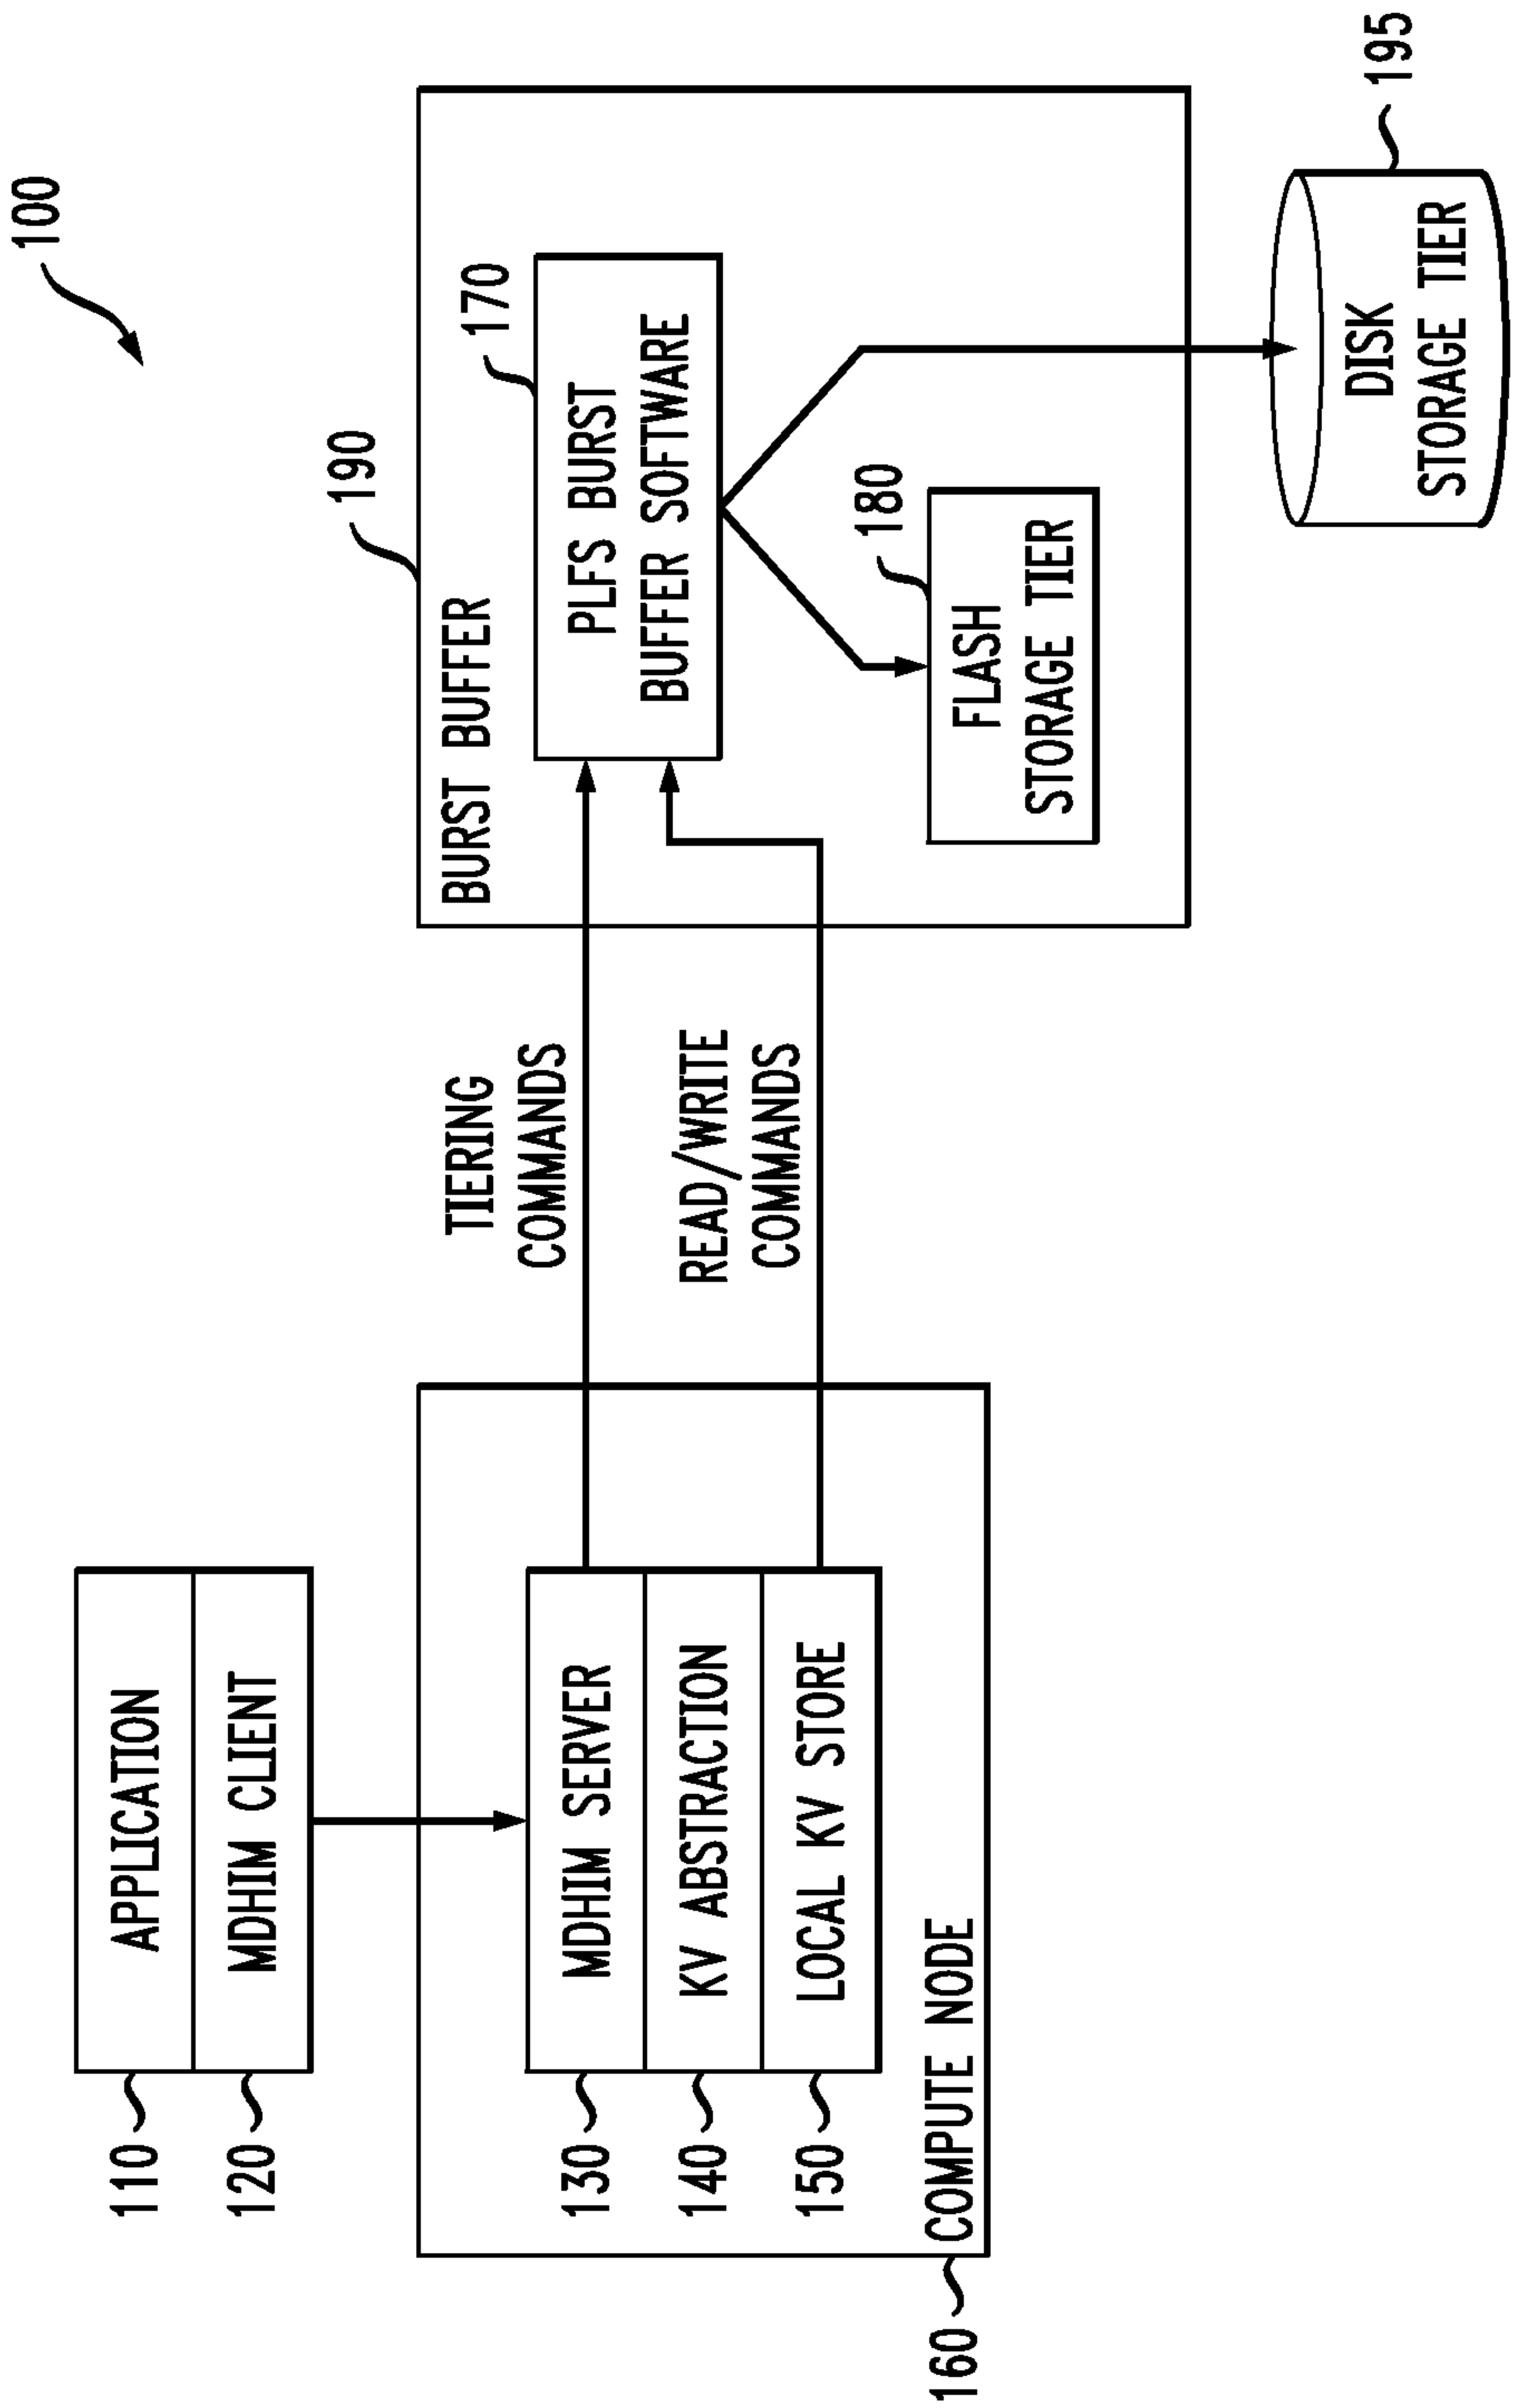 100
APPLICATION
MDHIM CLIENT
110
120
MDHIM SERVER
KV ABSTRACTION
LOCAL KV STORE
130
140
150
COMPUTE NODE
160
TIERING
COMMANDS
READ/WRITE
COMMANDS
190
BURST BUFFER
170
PLFS BURST
BUFFER SOFTWARE
180
FLASH
STORAGE TIER
DISK
STORAGE TIER
195